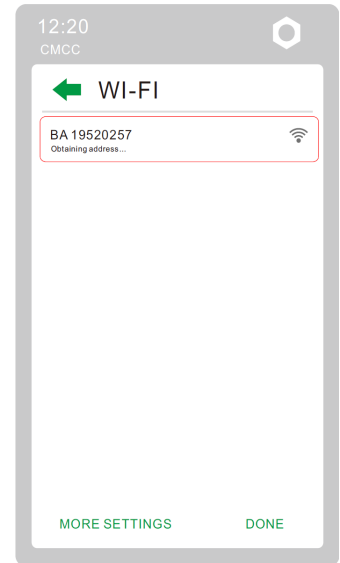 12:20
CMCC
WI-FI
BA 19520257
Obtaining address...
MORE SETTINGS
DONE